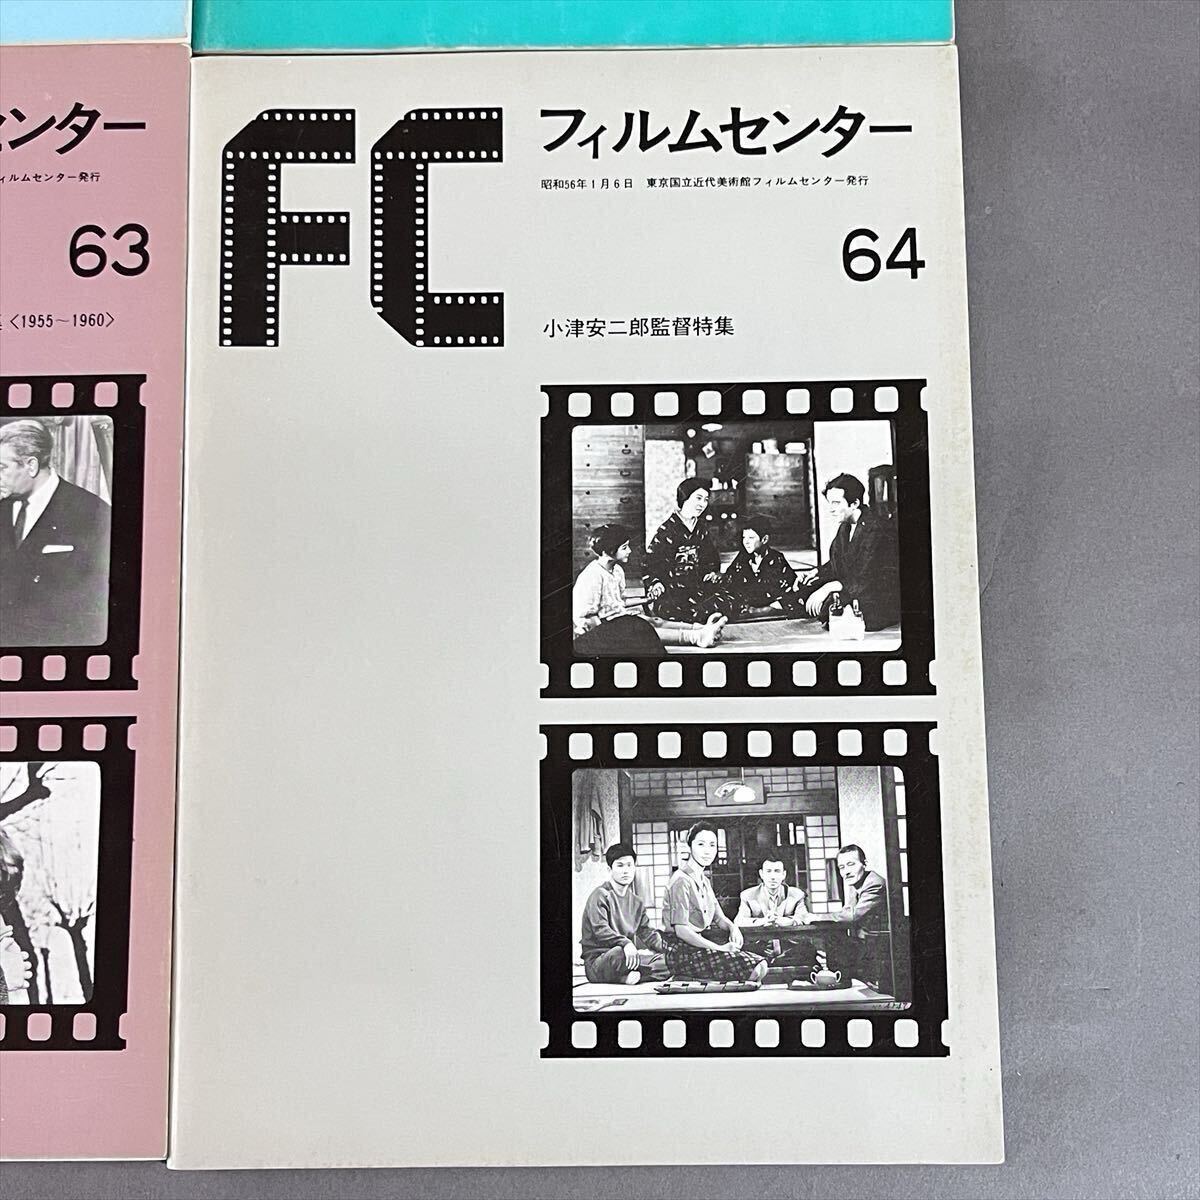 センター
ィルムセンター発行
63
〈1955～1960〉
FC
フィルムセンター
昭和56年1月6日　東京国立近代美術館フィルムセンター発行
64
小津安二郎監督特集